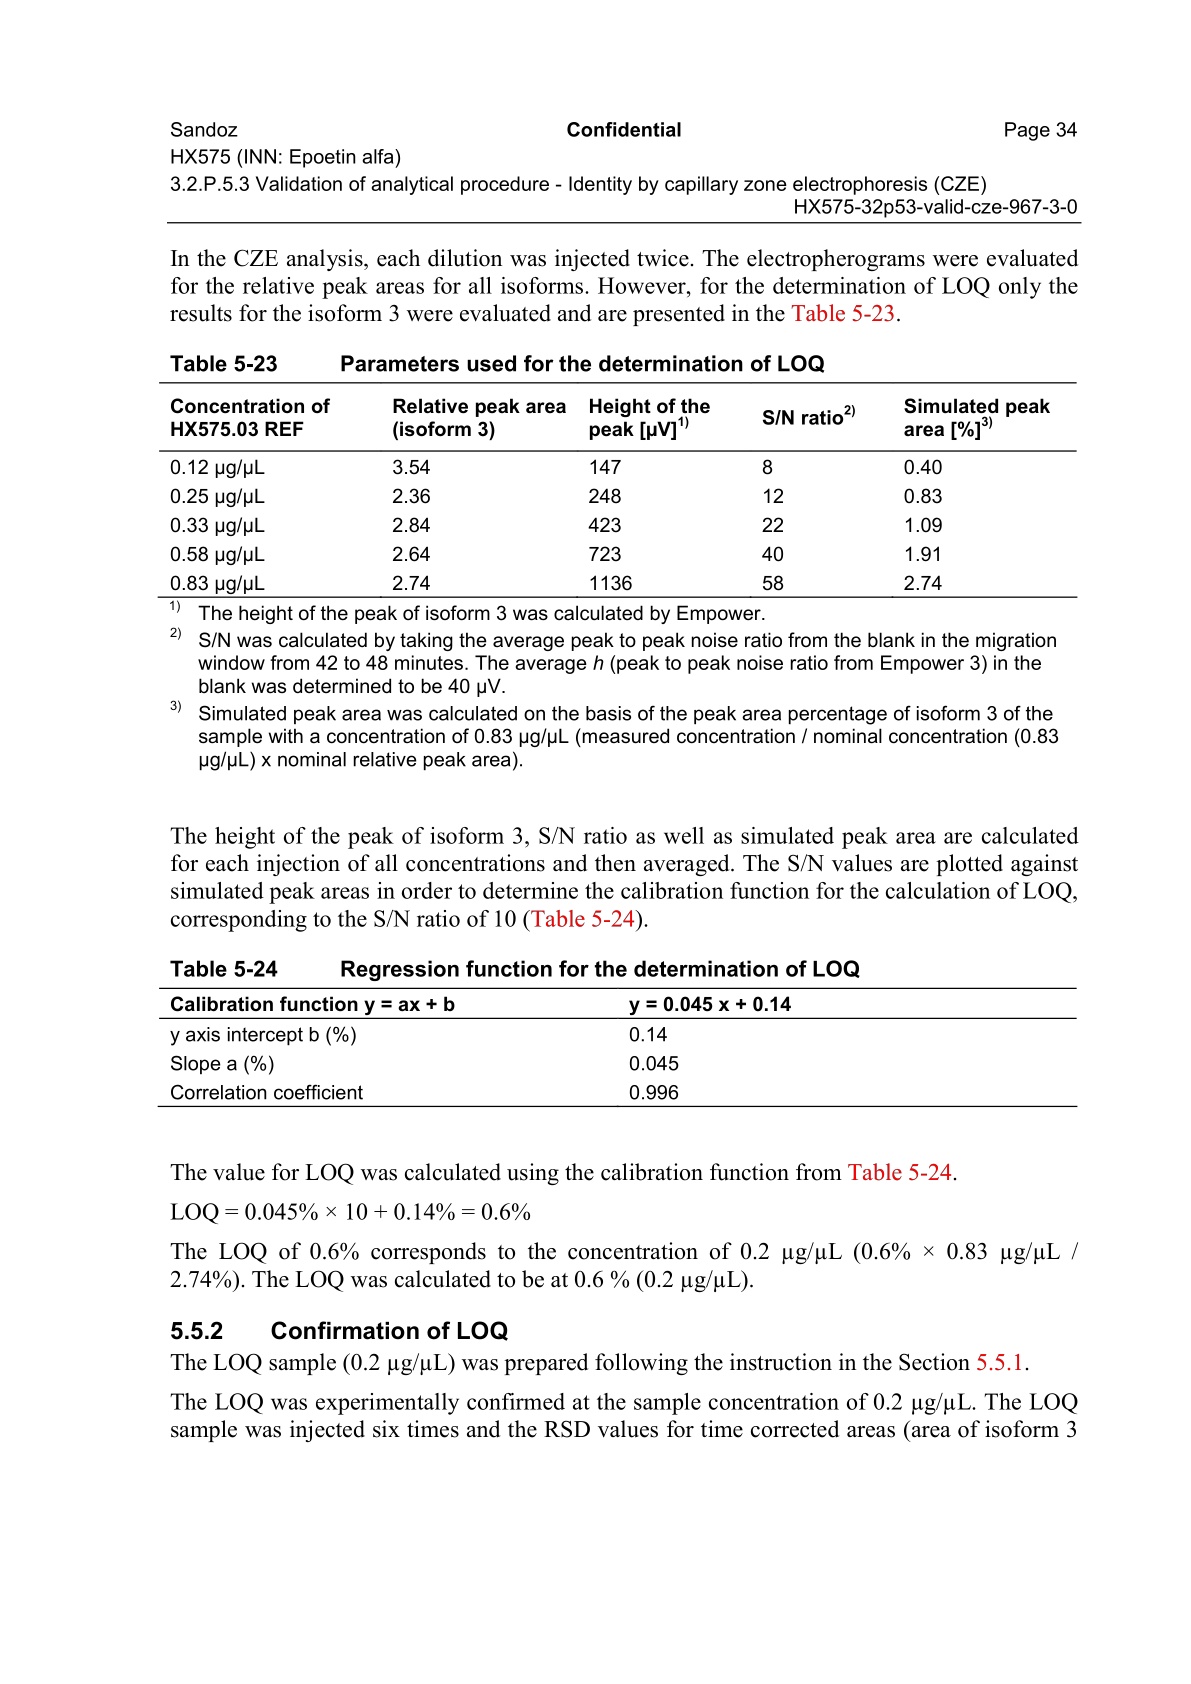 Sandoz Confidential Page 34
HX575 (INN: Epoetin alfa)
3.2.P.5.3 Validation of analytical procedure - Identity by capillary zone electrophoresis (CZE)
HX575-32p53-valid-cze-967-3-0
In the CZE analysis, each dilution was injected twice. The electropherograms were evaluated
for the relative peak areas for all isoforms. However, for the determination of LOQ only the
results for the isoform 3 were evaluated and are presented in the Table 5-23.
Table 5-23 Parameters used for the determination of LOQ
Concentration of HX575.03 REF Relative peak area (isoform 3) Height of the peak [µV]1) S/N ratio2) Simulated peak area [%]3)
0.12 µg/µL 3.54 147 8 0.40
0.25 µg/µL 2.36 248 12 0.83
0.33 µg/µL 2.84 423 22 1.09
0.58 µg/µL 2.64 723 40 1.91
0.83 µg/µL 2.74 1136 58 2.74
1) The height of the peak of isoform 3 was calculated by Empower.
2) S/N was calculated by taking the average peak to peak noise ratio from the blank in the migration
window from 42 to 48 minutes. The average h (peak to peak noise ratio from Empower 3) in the
blank was determined to be 40 µV.
3) Simulated peak area was calculated on the basis of the peak area percentage of isoform 3 of the
sample with a concentration of 0.83 µg/µL (measured concentration / nominal concentration (0.83
µg/µL) x nominal relative peak area).
The height of the peak of isoform 3, S/N ratio as well as simulated peak area are calculated
for each injection of all concentrations and then averaged. The S/N values are plotted against
simulated peak areas in order to determine the calibration function for the calculation of LOQ,
corresponding to the S/N ratio of 10 (Table 5-24).
Table 5-24 Regression function for the determination of LOQ
Calibration function y = ax + b y = 0.045 x + 0.14
y axis intercept b (%) 0.14
Slope a (%) 0.045
Correlation coefficient 0.996
The value for LOQ was calculated using the calibration function from Table 5-24.
LOQ = 0.045% × 10 + 0.14% = 0.6%
The LOQ of 0.6% corresponds to the concentration of 0.2 µg/µL (0.6% × 0.83 µg/µL /
2.74%). The LOQ was calculated to be at 0.6 % (0.2 µg/µL).
5.5.2 Confirmation of LOQ
The LOQ sample (0.2 µg/µL) was prepared following the instruction in the Section 5.5.1.
The LOQ was experimentally confirmed at the sample concentration of 0.2 µg/µL. The LOQ
sample was injected six times and the RSD values for time corrected areas (area of isoform 3